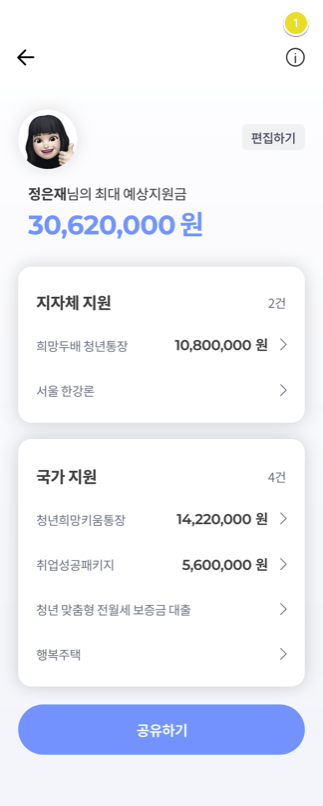 1
편집하기
정은재님의 최대 예상지원금
30,620,000 원
지자체 지원 2건
희망두배 청년통장 10,800,000 원
서울 한강론
국가 지원 4건
청년희망키움통장 14,220,000 원
취업성공패키지 5,600,000 원
청년 맞춤형 전월세 보증금 대출
행복주택
공유하기